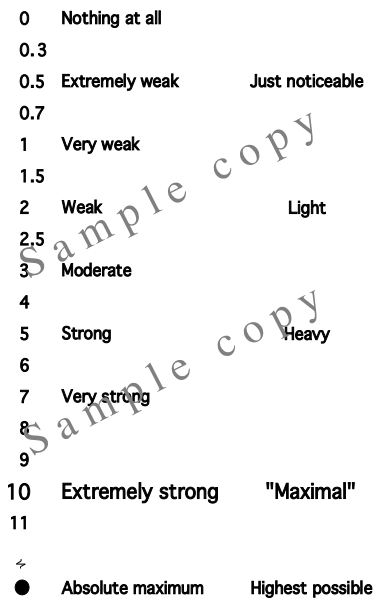 0 Nothing at all
0.3
0.5 Extremely weak Just noticeable
0.7
1 Very weak
1.5
2 Weak Light
2.5
3 Moderate
4
5 Strong Heavy
6
7 Very strong
8
9
10 Extremely strong "Maximal"
11
● Absolute maximum Highest possible
Sample copy
Sample copy